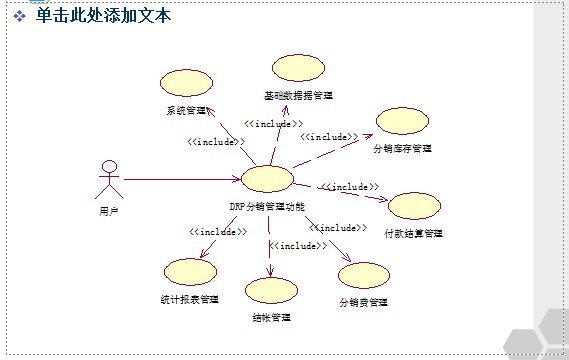 单击此处添加文本
基础数据据管理
系统管理
<<include>>
<<include>>
<<include>>
分销库存管理
<<include>>
用户
DRP分销管理功能
付款结算管理
<<include>>
<<include>>
<<include>>
统计报表管理
结帐管理
分销费管理